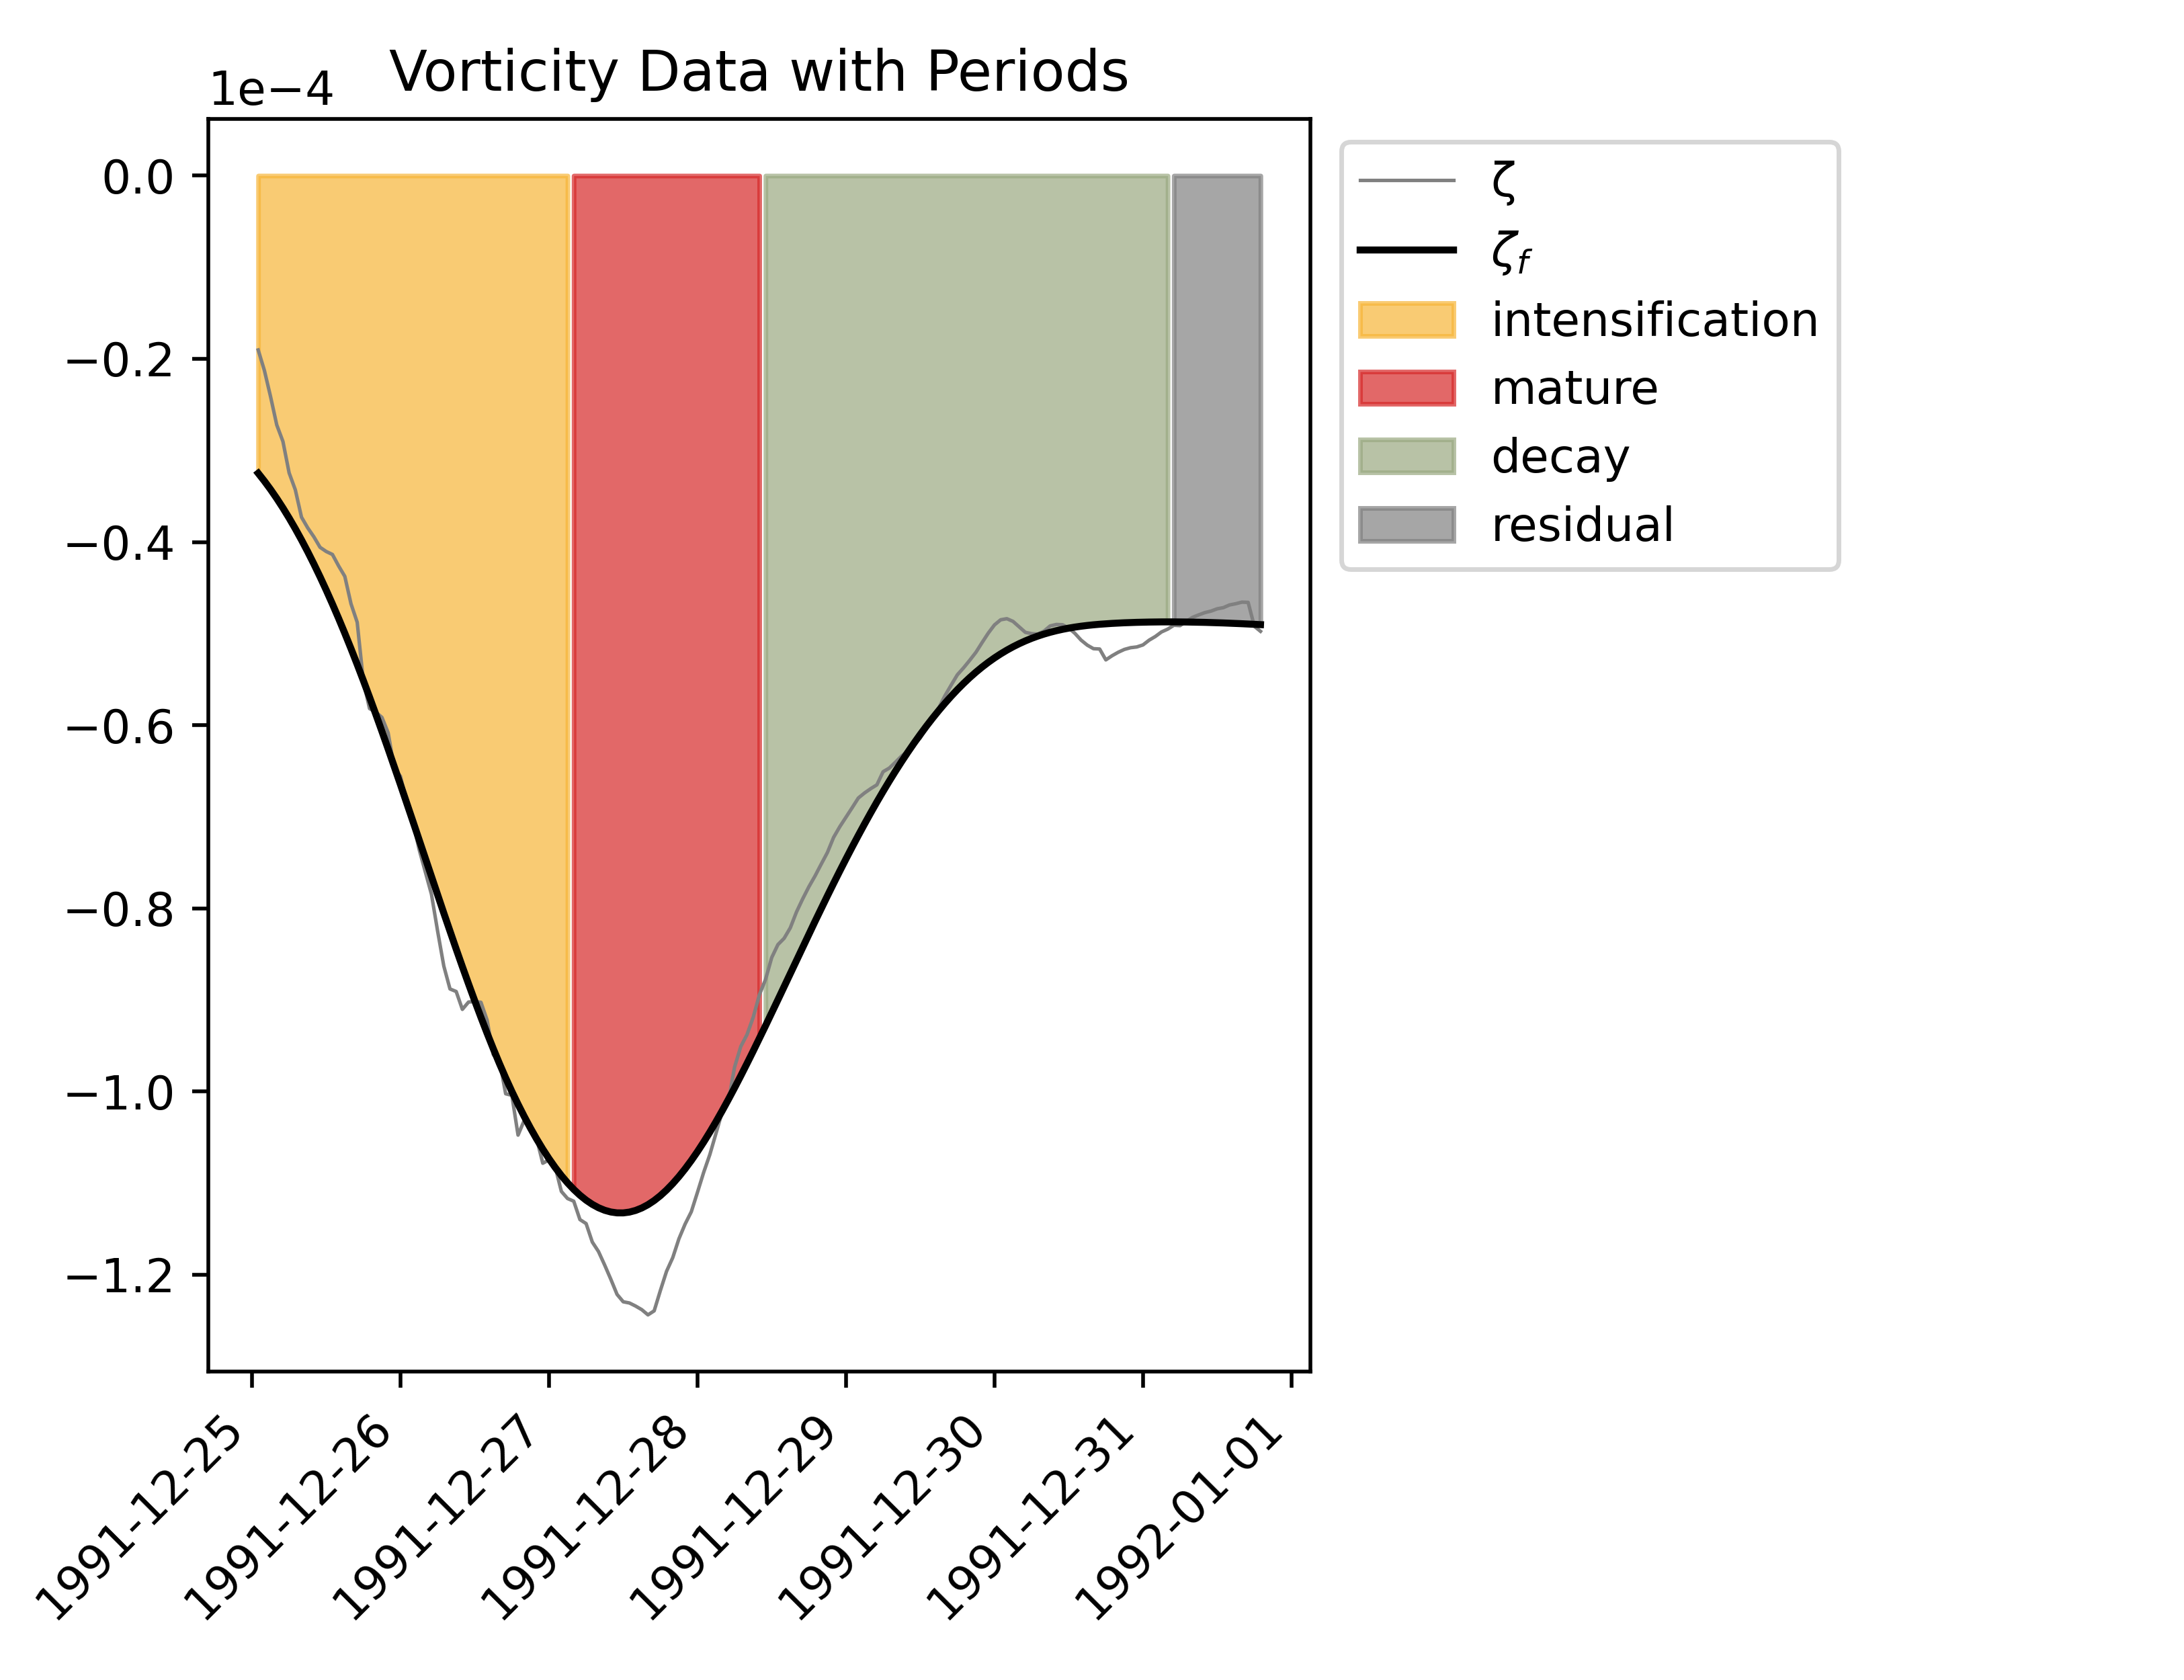 Vorticity Data with Periods
1e−4
0.0
−0.2
−0.4
−0.6
−0.8
−1.0
−1.2
1991-12-25
1991-12-26
1991-12-27
1991-12-28
1991-12-29
1991-12-30
1991-12-31
1992-01-01
ζ
ζf
intensification
mature
decay
residual